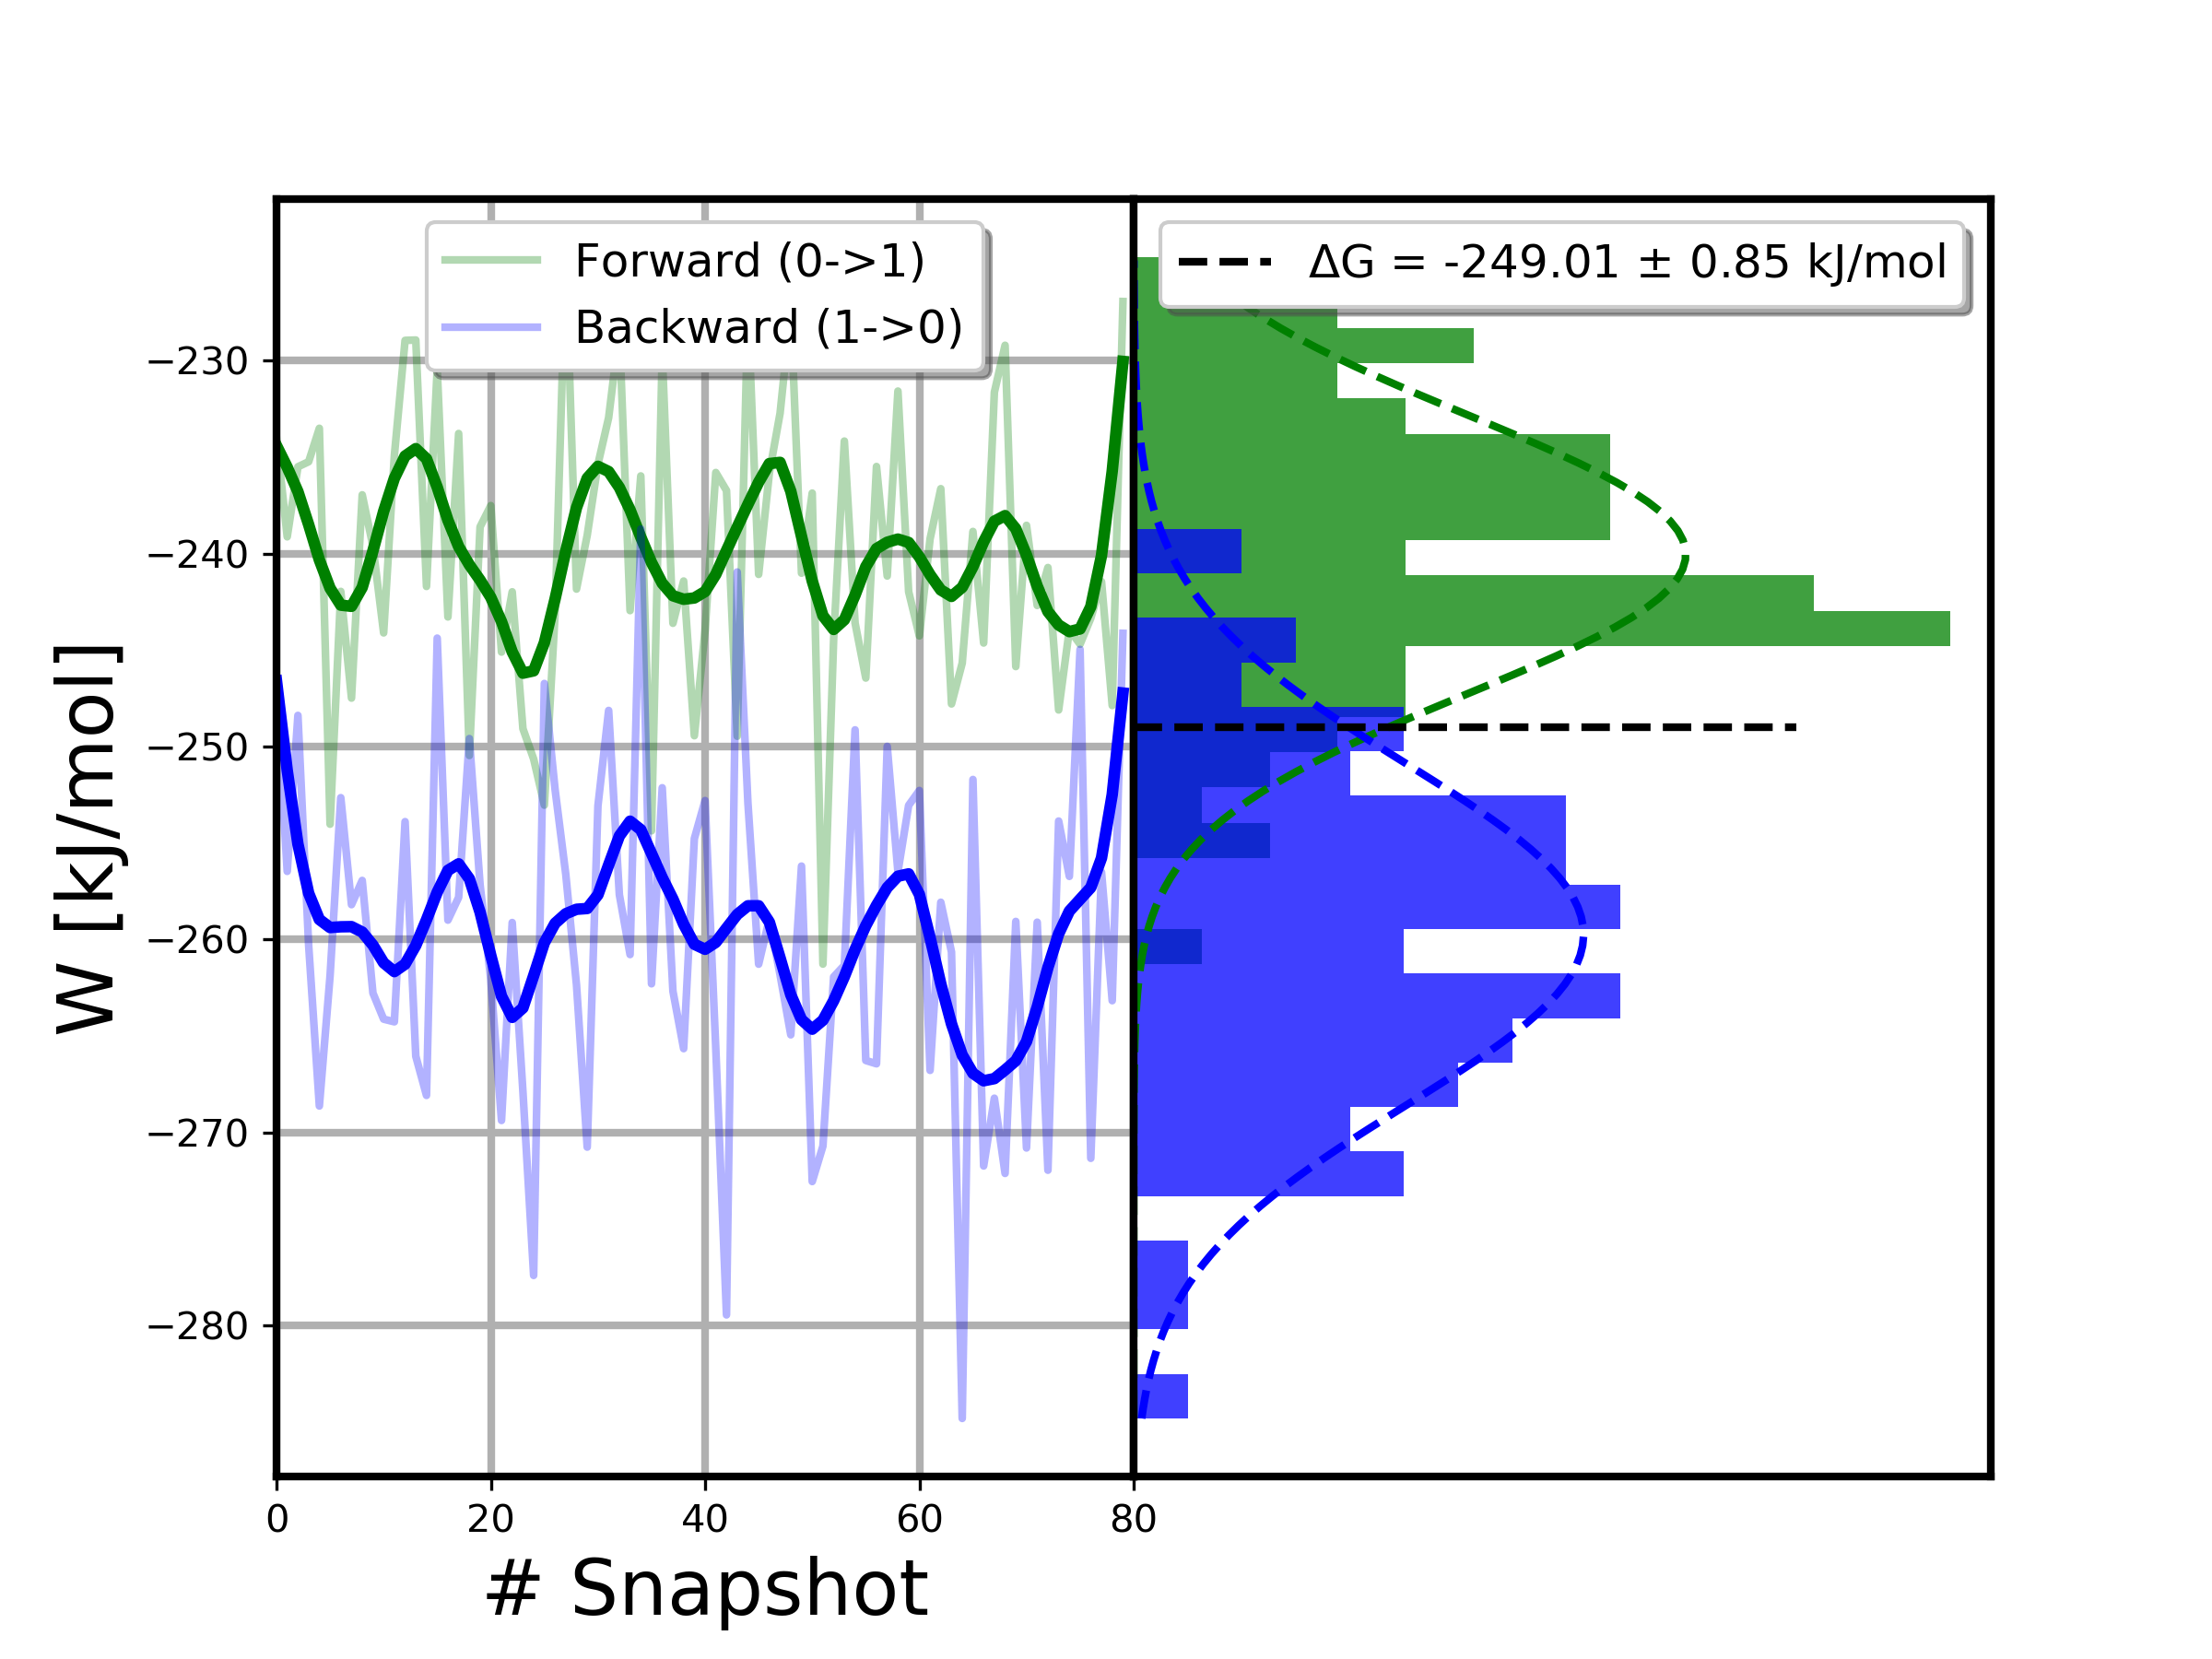 Forward (0->1)
Backward (1->0)
ΔG = -249.01 ± 0.85 kJ/mol
W [kJ/mol]
−230
−240
−250
−260
−270
−280
0 20 40 60 80
# Snapshot